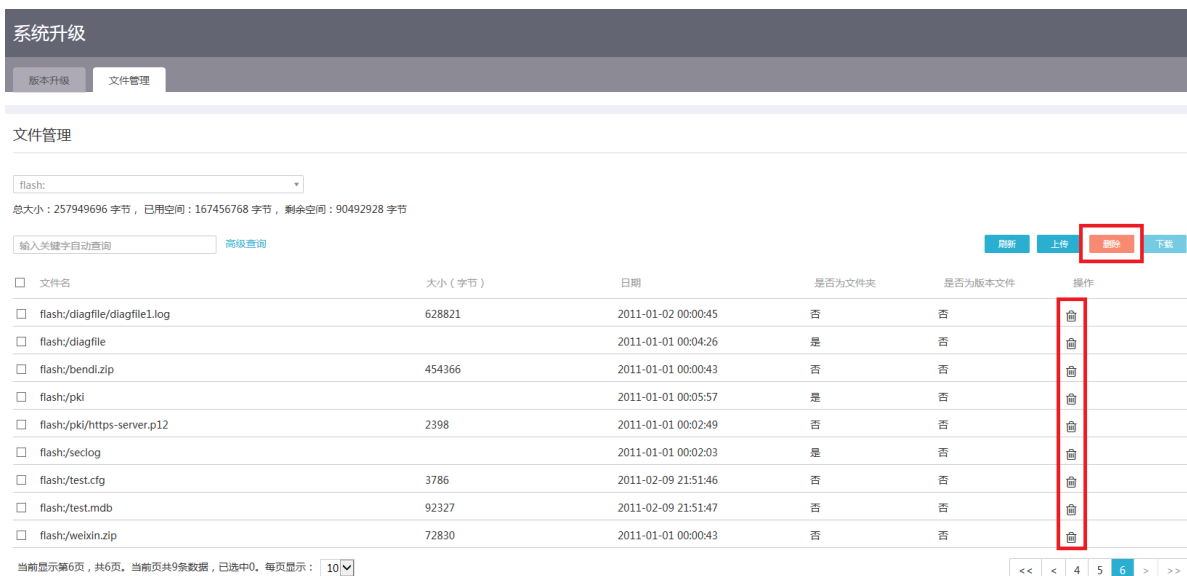 系统升级
版本升级 文件管理
文件管理
flash:
总大小：257949696 字节 ，已用空间：167456768 字节 ，剩余空间：90492928 字节
输入关键字自动查询 高级查询 刷新 上传 删除 下载
文件名 大小（字节） 日期 是否为文件夹 是否为版本文件 操作
flash:/diagfile/diagfile1.log 628821 2011-01-02 00:00:45 否 否
flash:/diagfile 2011-01-01 00:04:26 是 否
flash:/bendi.zip 454366 2011-01-01 00:00:43 否 否
flash:/pki 2011-01-01 00:05:57 是 否
flash:/pki/https-server.p12 2398 2011-01-01 00:02:49 否 否
flash:/seclog 2011-01-01 00:02:03 是 否
flash:/test.cfg 3786 2011-02-09 21:51:46 否 否
flash:/test.mdb 92327 2011-02-09 21:51:47 否 否
flash:/weixin.zip 72830 2011-01-01 00:00:43 否 否
当前显示第6页，共6页。当前页共9条数据，已选中0。每页显示： 10 << < 4 5 6 > >>